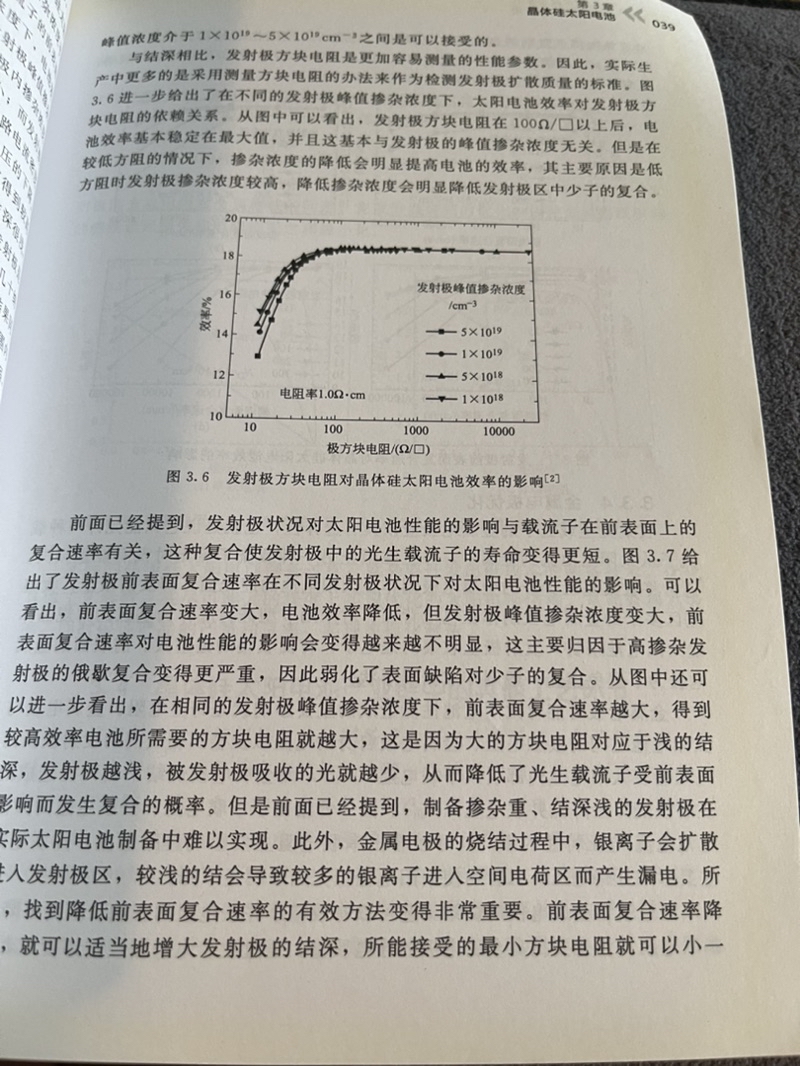 第3章
晶体硅太阳电池
039
峰值浓度介于1×10¹⁹～5×10¹⁹cm⁻³之间是可以接受的。
与结深相比，发射极方块电阻是更加容易测量的性能参数。因此，实际生
产中更多的是采用测量方块电阻的办法来作为检测发射极扩散质量的标准。图
3.6进一步给出了在不同的发射极峰值掺杂浓度下，太阳电池效率对发射极方
块电阻的依赖关系。从图中可以看出，发射极方块电阻在100Ω/□以上后，电
池效率基本稳定在最大值，并且这基本与发射极的峰值掺杂浓度无关。但是在
较低方阻的情况下，掺杂浓度的降低会明显提高电池的效率，其主要原因是低
方阻时发射极掺杂浓度较高，降低掺杂浓度会明显降低发射极区中少子的复合。
20
18
16
14
12
10
效率/%
发射极峰值掺杂浓度
/cm⁻³
5×10¹⁹
1×10¹⁹
5×10¹⁸
1×10¹⁸
电阻率1.0Ω·cm
10
100
1000
10000
极方块电阻/(Ω/□)
图 3.6 发射极方块电阻对晶体硅太阳电池效率的影响[2]
前面已经提到，发射极状况对太阳电池性能的影响与载流子在前表面上的
复合速率有关，这种复合使发射极中的光生载流子的寿命变得更短。图 3.7 给
出了发射极前表面复合速率在不同发射极状况下对太阳电池性能的影响。可以
看出，前表面复合速率变大，电池效率降低，但发射极峰值掺杂浓度变大，前
表面复合速率对电池性能的影响会变得越来越不明显，这主要归因于高掺杂发
射极的俄歇复合变得更严重，因此弱化了表面缺陷对少子的复合。从图中还可
以进一步看出，在相同的发射极峰值掺杂浓度下，前表面复合速率越大，得到
较高效率电池所需要的方块电阻就越大，这是因为大的方块电阻对应于浅的结
深，发射极越浅，被发射极吸收的光就越少，从而降低了光生载流子受前表面
影响而发生复合的概率。但是前面已经提到，制备掺杂重、结深浅的发射极在
实际太阳电池制备中难以实现。此外，金属电极的烧结过程中，银离子会扩散
进入发射极区，较浅的结会导致较多的银离子进入空间电荷区而产生漏电。所
，找到降低前表面复合速率的有效方法变得非常重要。前表面复合速率降
，就可以适当地增大发射极的结深，所能接受的最小方块电阻就可以小一